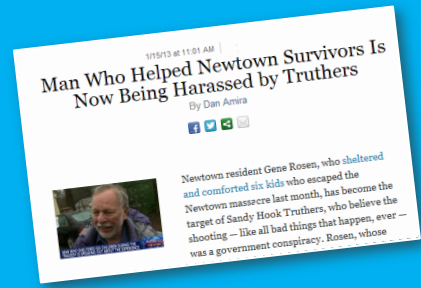 1/15/13 at 11:01 AM
Man Who Helped Newtown Survivors Is
Now Being Harassed by Truthers
By Dan Amira
Newtown resident Gene Rosen, who sheltered
and comforted six kids who escaped the
Newtown massacre last month, has become the
target of Sandy Hook Truthers, who believe the
shooting — like all bad things that happen, ever —
was a government conspiracy. Rosen, whose